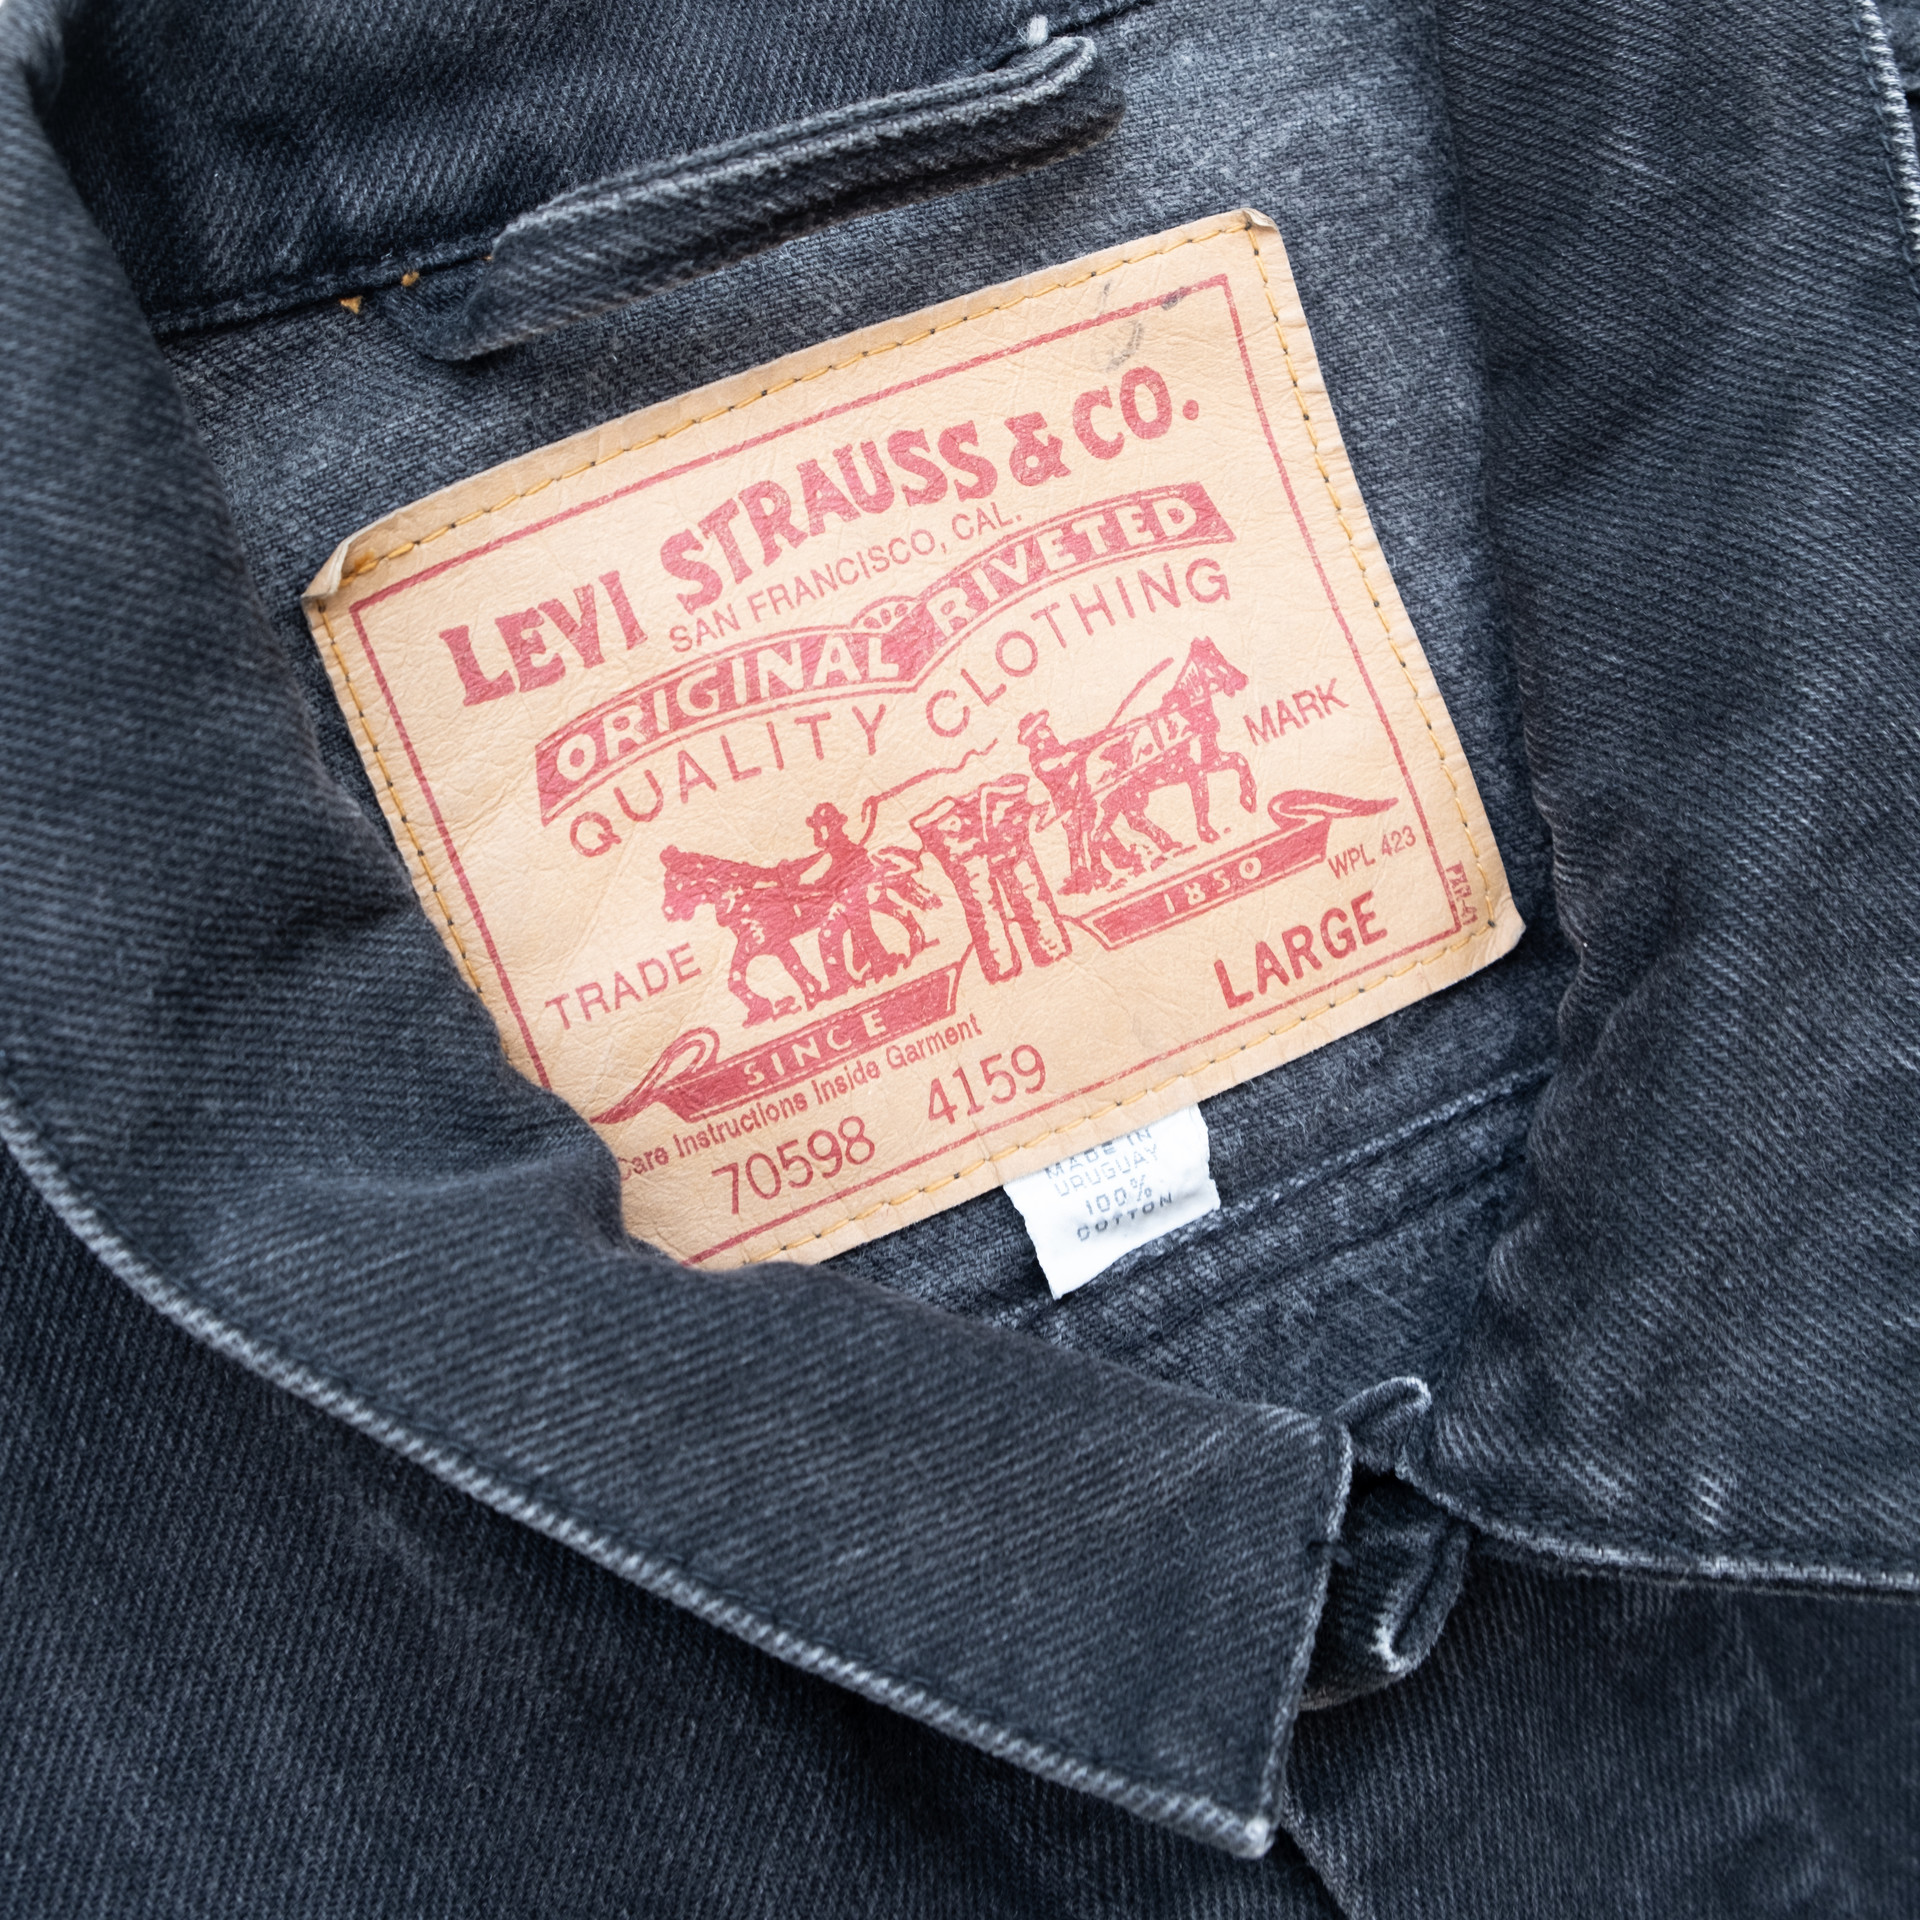 LEVI STRAUSS & CO.
SAN FRANCISCO, CAL.
ORIGINAL RIVETED
QUALITY CLOTHING
TRADE MARK
SINCE 1850
WPL 423
LARGE
Care Instructions Inside Garment
70598 4159
MADE IN
URUGUAY
100%
COTTON